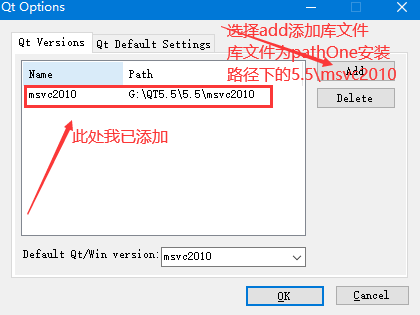 Qt Options
选择add添加库文件
Qt Versions
Qt Default Settings
库文件为pathOne安装
路径下的5.5\msvc2010
Name
Path
Add
msvc2010
G:\QT5.5\5.5\msvc2010
Delete
此处我已添加
Default Qt/Win version:
msvc2010
OK
Cancel